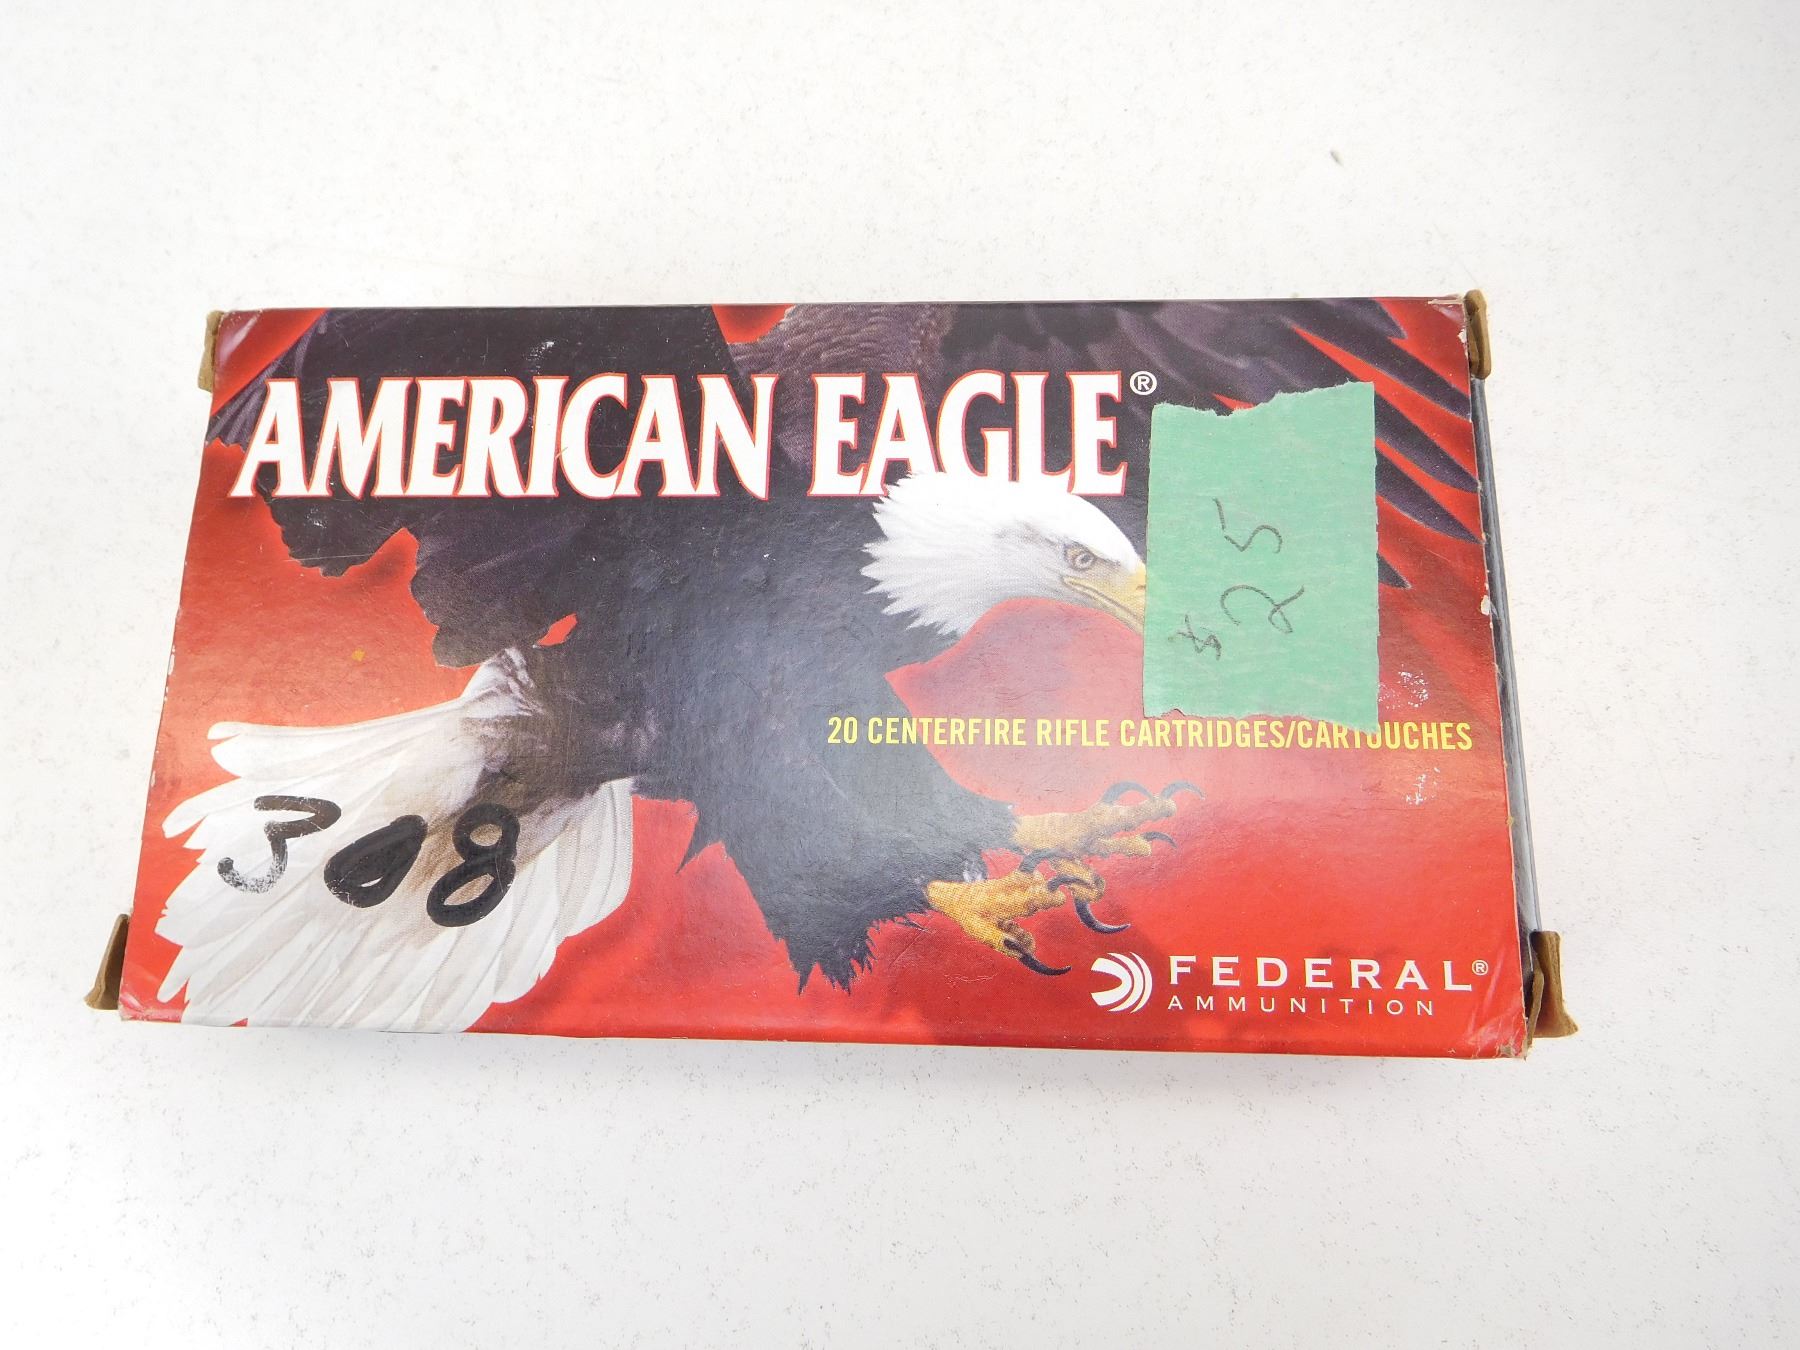 AMERICAN EAGLE®
$25
20 CENTERFIRE RIFLE CARTRIDGES/CARTOUCHES
308
FEDERAL®
AMMUNITION